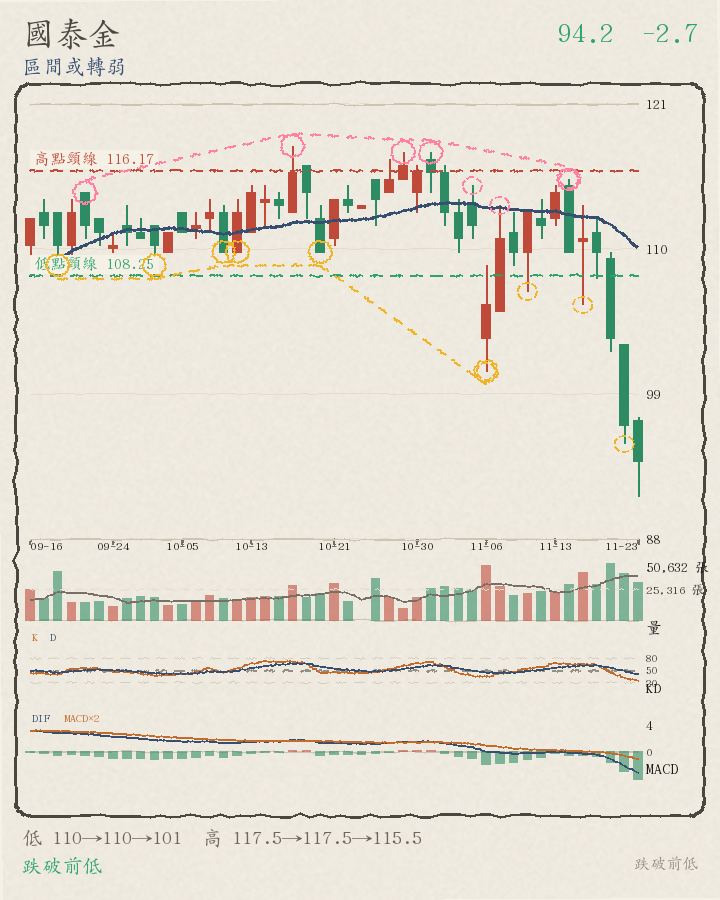 國泰金
94.2 -2.7
區間或轉弱
121
高點頸線 116.17
110
低點頸線 108.25
99
88
09-16 09-24 10-05 10-13 10-21 10-30 11-06 11-13 11-23
50,632 張
25,316 張
量
K D
80
50
20
KD
DIF MACD×2
4
0
MACD
低 110→110→101 高 117.5→117.5→115.5
跌破前低
跌破前低